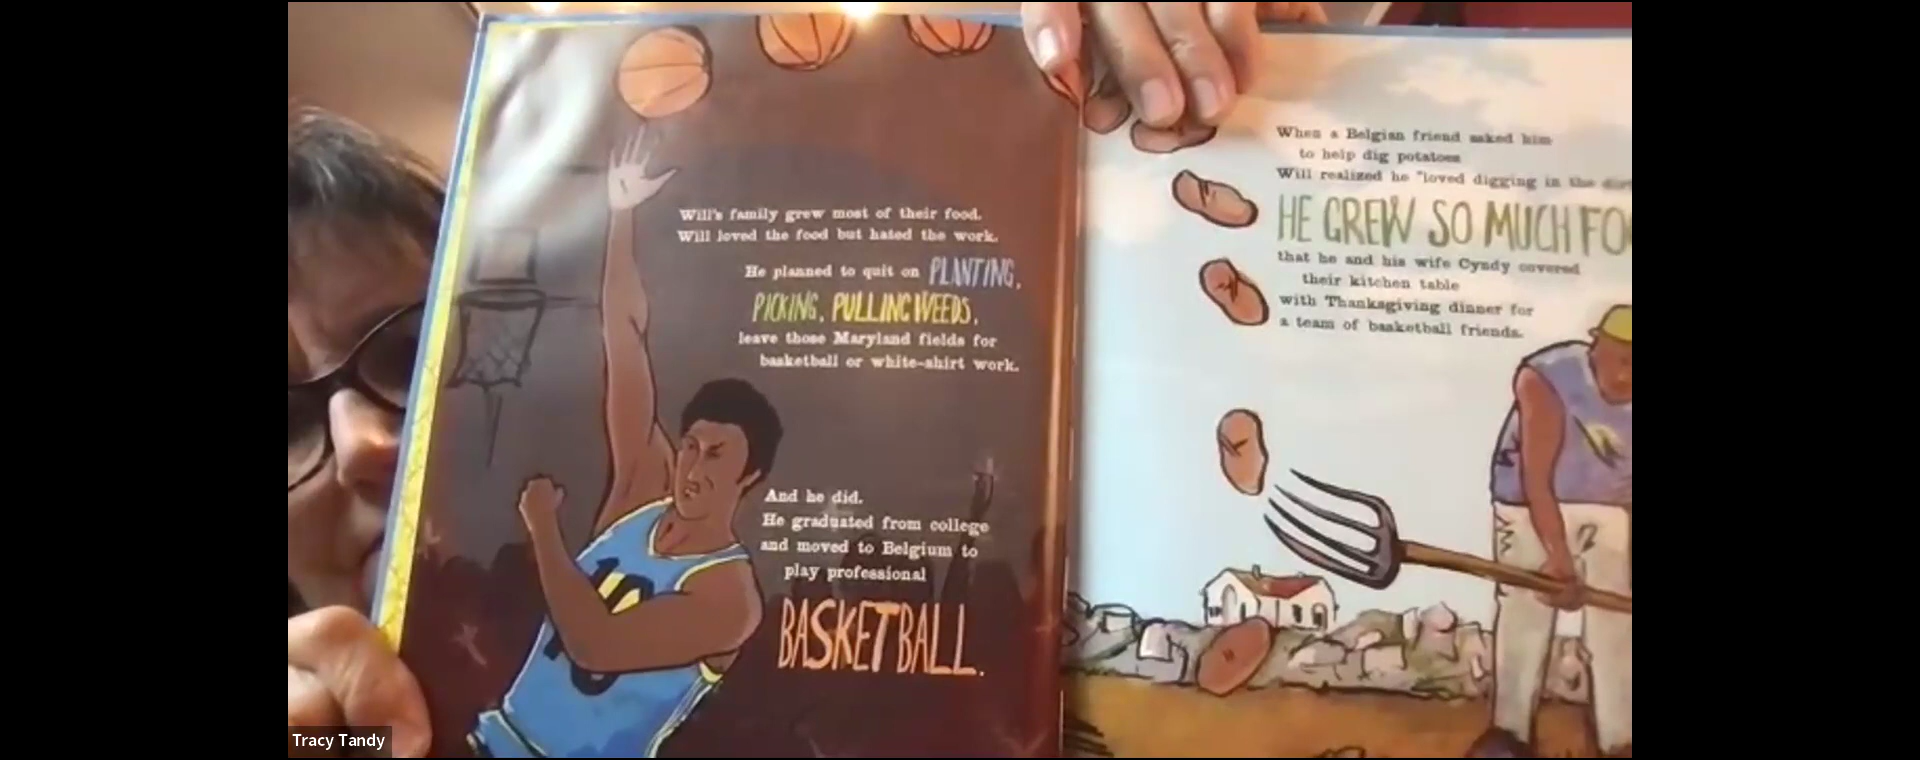 Will's family grew most of their food.
Will loved the food but hated the work.
He planned to quit on PLANTING,
PICKING, PULLING WEEDS,
leave those Maryland fields for
basketball or white-shirt work.
And he did.
He graduated from college
and moved to Belgium to
play professional
BASKETBALL.
When a Belgian friend asked him
to help dig potatoes
Will realized he "loved digging in the dirt
HE GREW SO MUCH FO
that he and his wife Cyndy covered
their kitchen table
with Thanksgiving dinner for
a team of basketball friends.
Tracy Tandy